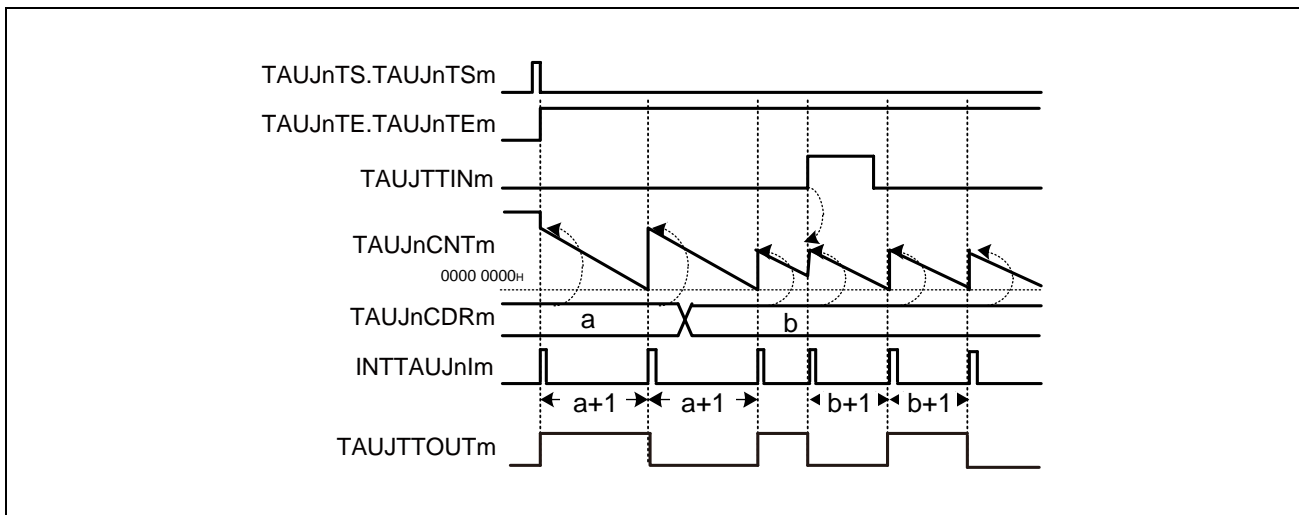 TAUJnTS.TAUJnTSm
TAUJnTE.TAUJnTEm
TAUJTTINm
TAUJnCNTm
0000 0000H
TAUJnCDRm
a
b
INTTAUJnIm
a+1
a+1
b+1
b+1
TAUJTTOUTm